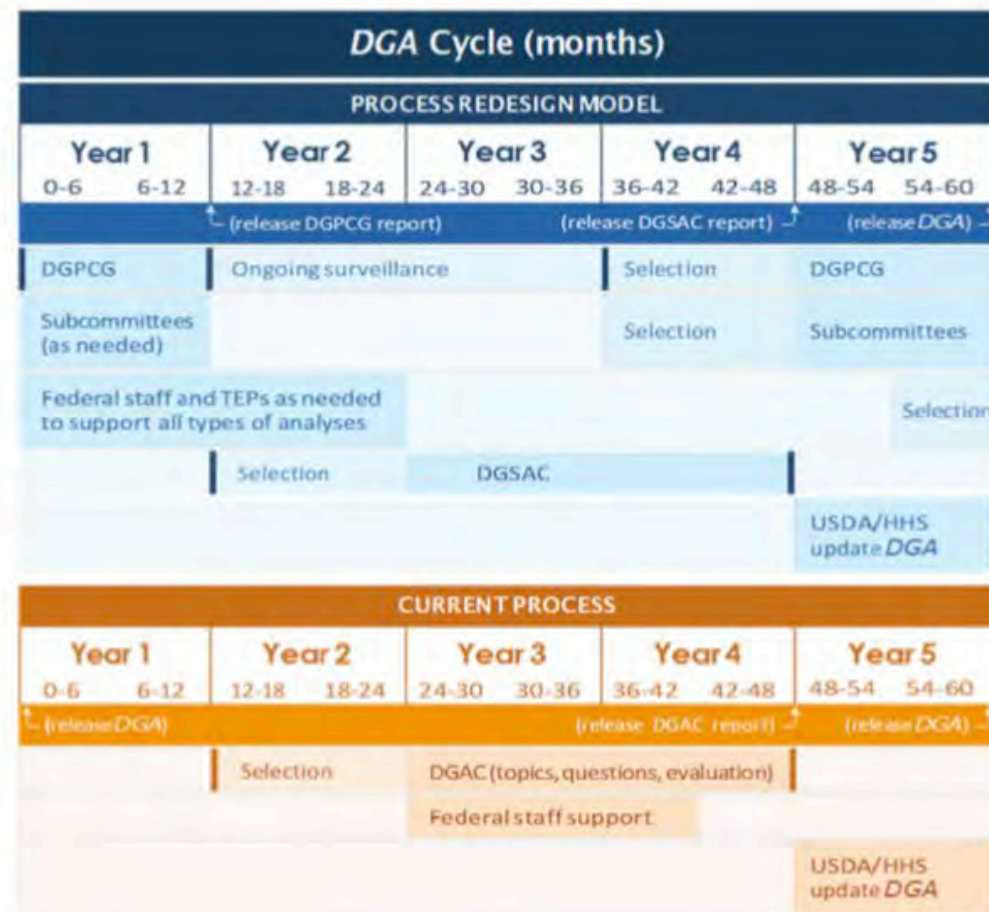 DGA Cycle (months)
PROCESS REDESIGN MODEL
Year 1 Year 2 Year 3 Year 4 Year 5
0-6 6-12 12-18 18-24 24-30 30-36 36-42 42-48 48-54 54-60
(release DGPCG report) (release DGSAC report) (release DGA)
DGPCG Ongoing surveillance Selection DGPCG
Subcommittees
(as needed) Selection Subcommittees
Federal staff and TEPs as needed
to support all types of analyses Selection
Selection DGSAC
USDA/HHS
update DGA
CURRENT PROCESS
Year 1 Year 2 Year 3 Year 4 Year 5
0-6 6-12 12-18 18-24 24-30 30-36 36-42 42-48 48-54 54-60
(release DGA) (release DGAC report) (release DGA)
Selection DGAC (topics, questions, evaluation)
Federal staff support
USDA/HHS
update DGA